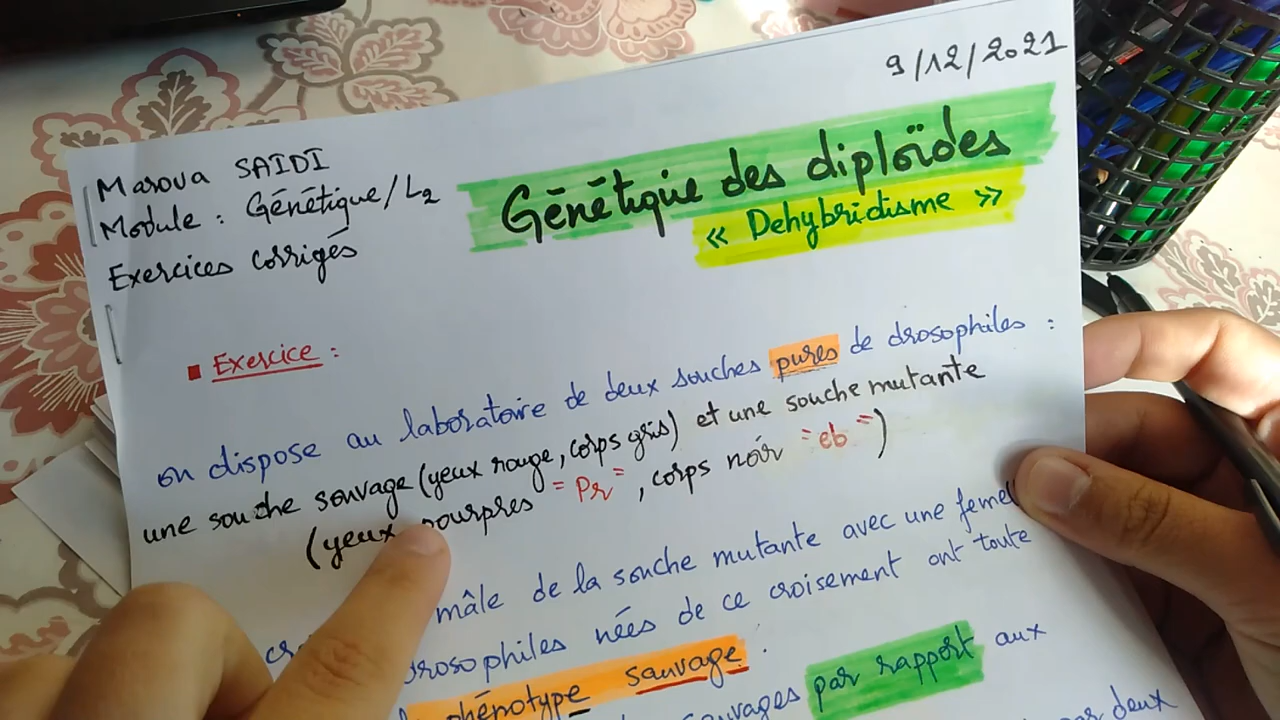 9/12/2021
Maroua SAIDI
Module : Génétique/L2
Exercices corrigés
Génétique des diploïdes
« Dehybridisme »
Exercice :
on dispose au laboratoire de deux souches pures de drosophiles :
une souche sauvage (yeux rouge, corps gris) et une souche mutante
(yeux pourpres "Pr", corps noir "eb")
mâle de la souche mutante avec une
drosophiles nées de ce croisement ont toute
phénotype sauvage.
sauvages par rapport aux
par deux